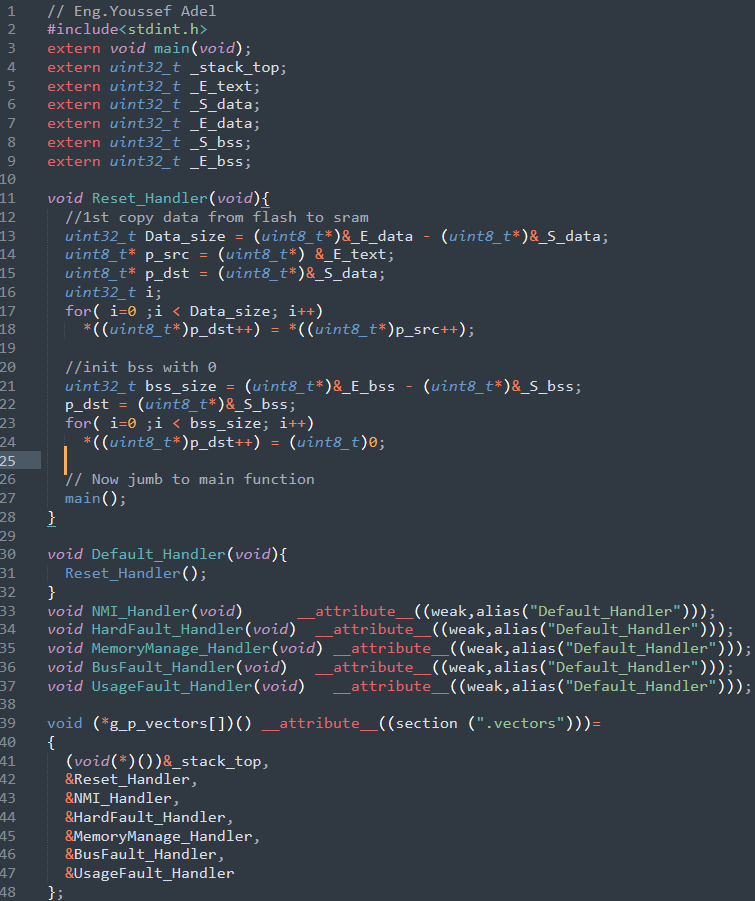 1 // Eng.Youssef Adel
2 #include<stdint.h>
3 extern void main(void);
4 extern uint32_t _stack_top;
5 extern uint32_t _E_text;
6 extern uint32_t _S_data;
7 extern uint32_t _E_data;
8 extern uint32_t _S_bss;
9 extern uint32_t _E_bss;
10
11 void Reset_Handler(void){
12   //1st copy data from flash to sram
13   uint32_t Data_size = (uint8_t*)&_E_data - (uint8_t*)&_S_data;
14   uint8_t* p_src = (uint8_t*) &_E_text;
15   uint8_t* p_dst = (uint8_t*)&_S_data;
16   uint32_t i;
17   for( i=0 ;i < Data_size; i++)
18     *((uint8_t*)p_dst++) = *((uint8_t*)p_src++);
19
20   //init bss with 0
21   uint32_t bss_size = (uint8_t*)&_E_bss - (uint8_t*)&_S_bss;
22   p_dst = (uint8_t*)&_S_bss;
23   for( i=0 ;i < bss_size; i++)
24     *((uint8_t*)p_dst++) = (uint8_t)0;
25
26   // Now jumb to main function
27   main();
28 }
29
30 void Default_Handler(void){
31   Reset_Handler();
32 }
33 void NMI_Handler(void)      __attribute__((weak,alias("Default_Handler")));
34 void HardFault_Handler(void)  __attribute__((weak,alias("Default_Handler")));
35 void MemoryManage_Handler(void) __attribute__((weak,alias("Default_Handler")));
36 void BusFault_Handler(void)   __attribute__((weak,alias("Default_Handler")));
37 void UsageFault_Handler(void)   __attribute__((weak,alias("Default_Handler")));
38
39 void (*g_p_vectors[])() __attribute__((section (".vectors")))=
40 {
41   (void(*)())&_stack_top,
42   &Reset_Handler,
43   &NMI_Handler,
44   &HardFault_Handler,
45   &MemoryManage_Handler,
46   &BusFault_Handler,
47   &UsageFault_Handler
48 };